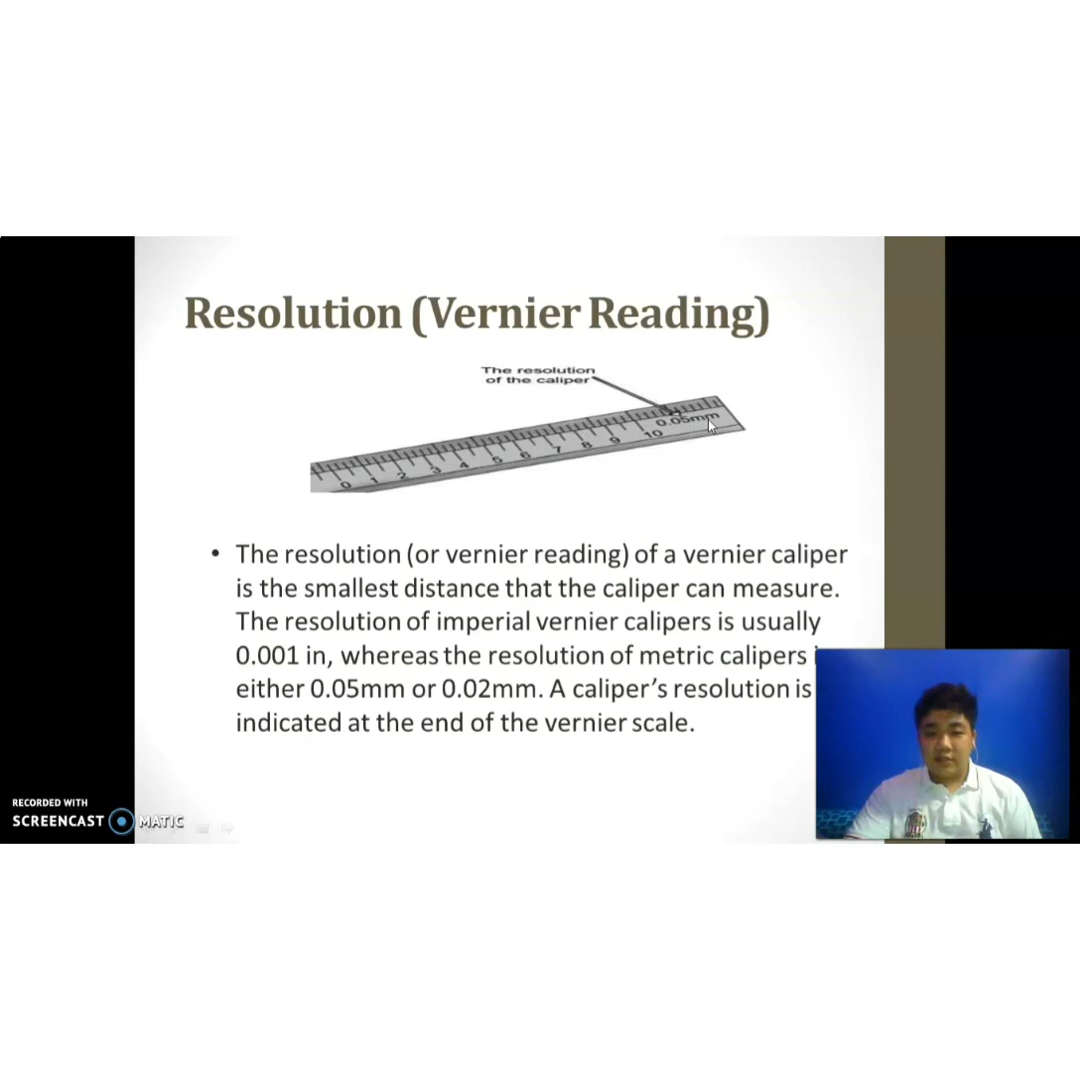 Resolution (Vernier Reading)
The resolution
of the caliper
0.05mm
0 1 2 3 4 5 6 7 8 9 10
• The resolution (or vernier reading) of a vernier caliper
is the smallest distance that the caliper can measure.
The resolution of imperial vernier calipers is usually
0.001 in, whereas the resolution of metric calipers
either 0.05mm or 0.02mm. A caliper's resolution is
indicated at the end of the vernier scale.
RECORDED WITH
SCREENCAST MATIC